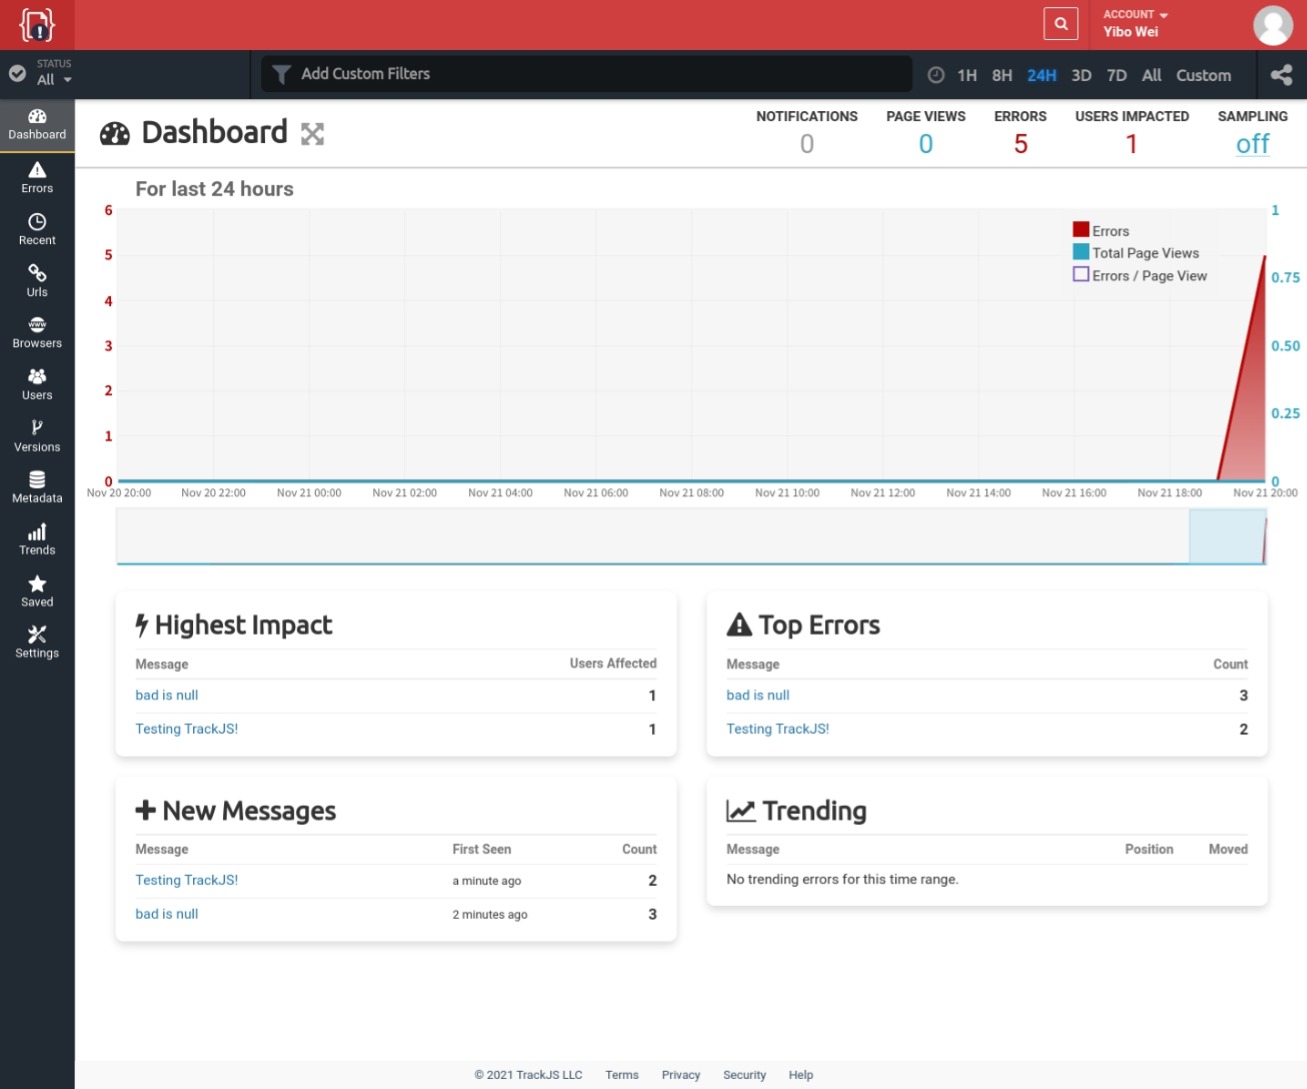 ACCOUNT
Yibo Wei
STATUS
All
Add Custom Filters
1H 8H 24H 3D 7D All Custom
Dashboard
Errors
Recent
Urls
WWW
Browsers
Users
Versions
Metadata
Trends
Saved
Settings
Dashboard
NOTIFICATIONS PAGE VIEWS ERRORS USERS IMPACTED SAMPLING
0 0 5 1 off
For last 24 hours
6
5
4
3
2
1
0
Errors
Total Page Views
Errors / Page View
1
0.75
0.50
0.25
0
Nov 20 20:00 Nov 20 22:00 Nov 21 00:00 Nov 21 02:00 Nov 21 04:00 Nov 21 06:00 Nov 21 08:00 Nov 21 10:00 Nov 21 12:00 Nov 21 14:00 Nov 21 16:00 Nov 21 18:00 Nov 21 20:00
Highest Impact
Message Users Affected
bad is null 1
Testing TrackJS! 1
Top Errors
Message Count
bad is null 3
Testing TrackJS! 2
New Messages
Message First Seen Count
Testing TrackJS! a minute ago 2
bad is null 2 minutes ago 3
Trending
Message Position Moved
No trending errors for this time range.
© 2021 TrackJS LLC Terms Privacy Security Help